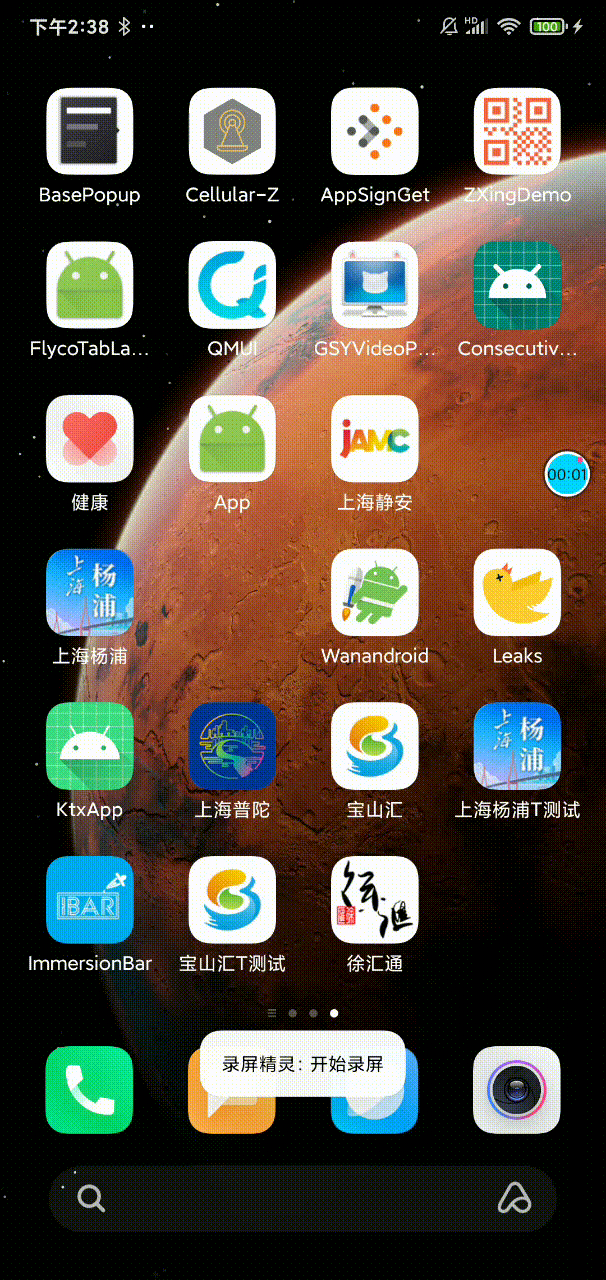 下午2:38
HD
100
BasePopup
Cellular-Z
AppSignGet
ZXingDemo
FlycoTabLa...
QMUI
GSYVideoP...
Consecutiv...
jAMC
00:01
健康
App
上海静安
上海
杨浦
上海杨浦
Wanandroid
Leaks
上海
杨浦
KtxApp
上海普陀
宝山汇
上海杨浦T测试
IBAR
徐汇
ImmersionBar
宝山汇T测试
徐汇通
录屏精灵: 开始录屏